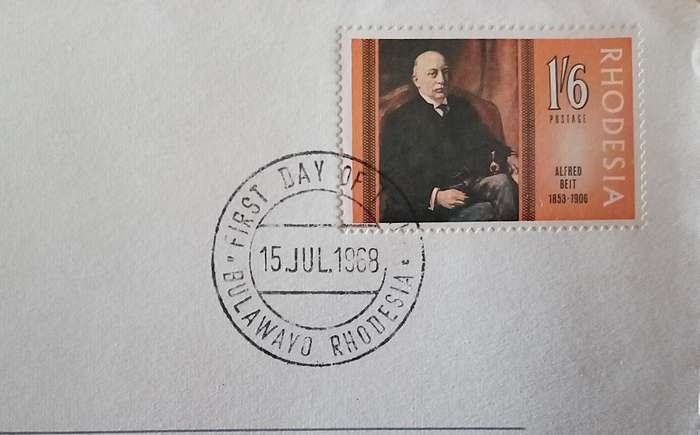 RHODESIA
1'6
POSTAGE
ALFRED
BEIT
1853-1906
"FIRST DAY OF
15.JUL.1968
BULAWAYO RHODESIA